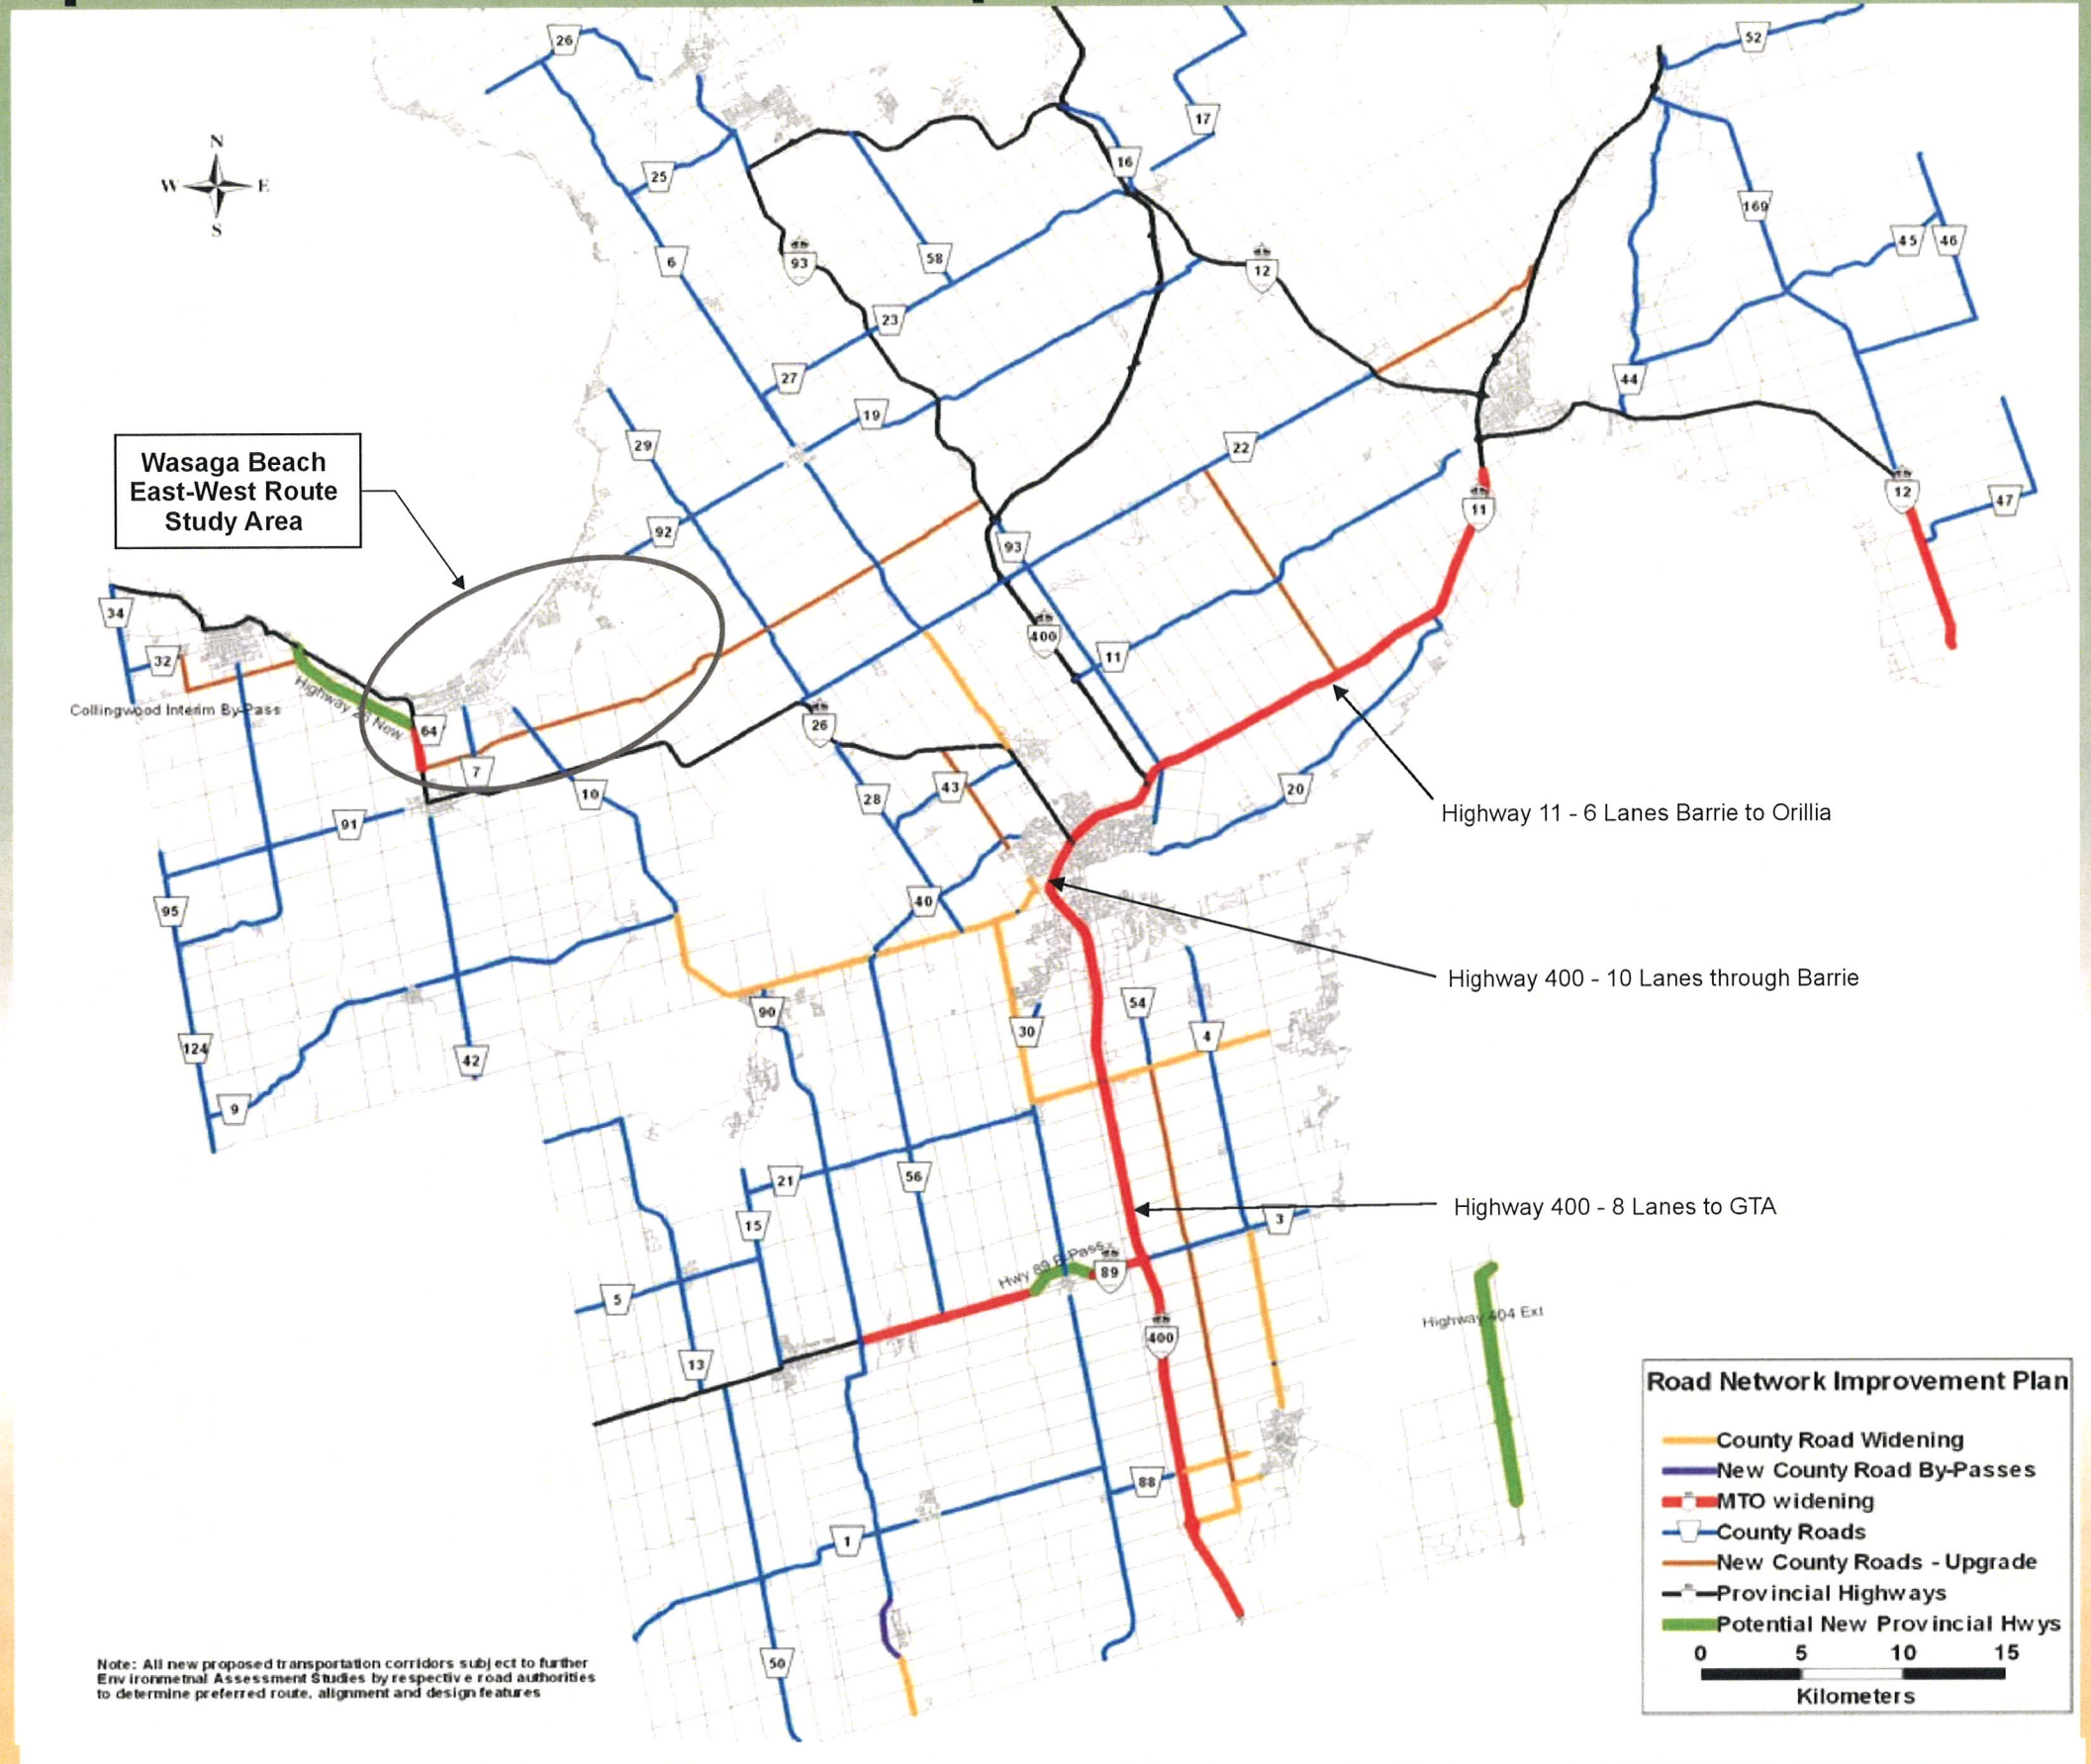 26
52
17
16
25
N
W E
S
169
6
93
58
12
45
46
23
27
44
19
29
22
Wasaga Beach
East-West Route
Study Area
12
47
11
92
93
34
400
32
11
Highway 26 New
Collingwood Interim By-Pass
64
26
7
10
28
43
20
Highway 11 - 6 Lanes Barrie to Orillia
91
95
40
Highway 400 - 10 Lanes through Barrie
90
54
30
4
124
42
9
21
56
15
Highway 400 - 8 Lanes to GTA
3
89
5
400
Highway 404 Ext
13
88
1
50
Road Network Improvement Plan
County Road Widening
New County Road By-Passes
MTO widening
County Roads
New County Roads - Upgrade
Provincial Highways
Potential New Provincial Hwys
0 5 10 15
Kilometers
Note: All new proposed transportation corridors subject to further
Environmetnal Assessment Studies by respective road authorities
to determine preferred route, alignment and design features